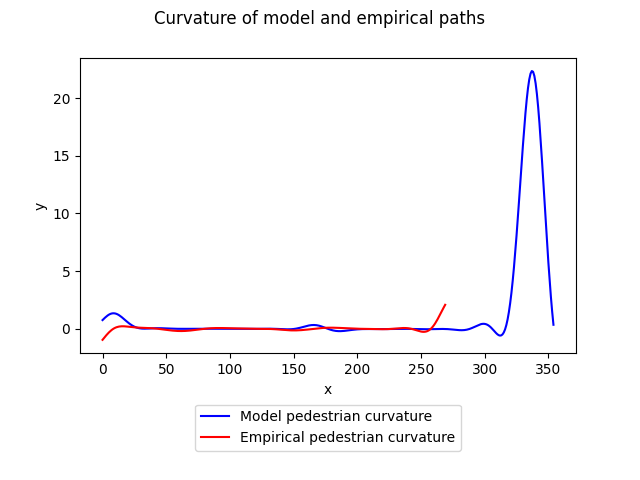 Curvature of model and empirical paths
20
15
10
5
0
y
0 50 100 150 200 250 300 350
x
Model pedestrian curvature
Empirical pedestrian curvature